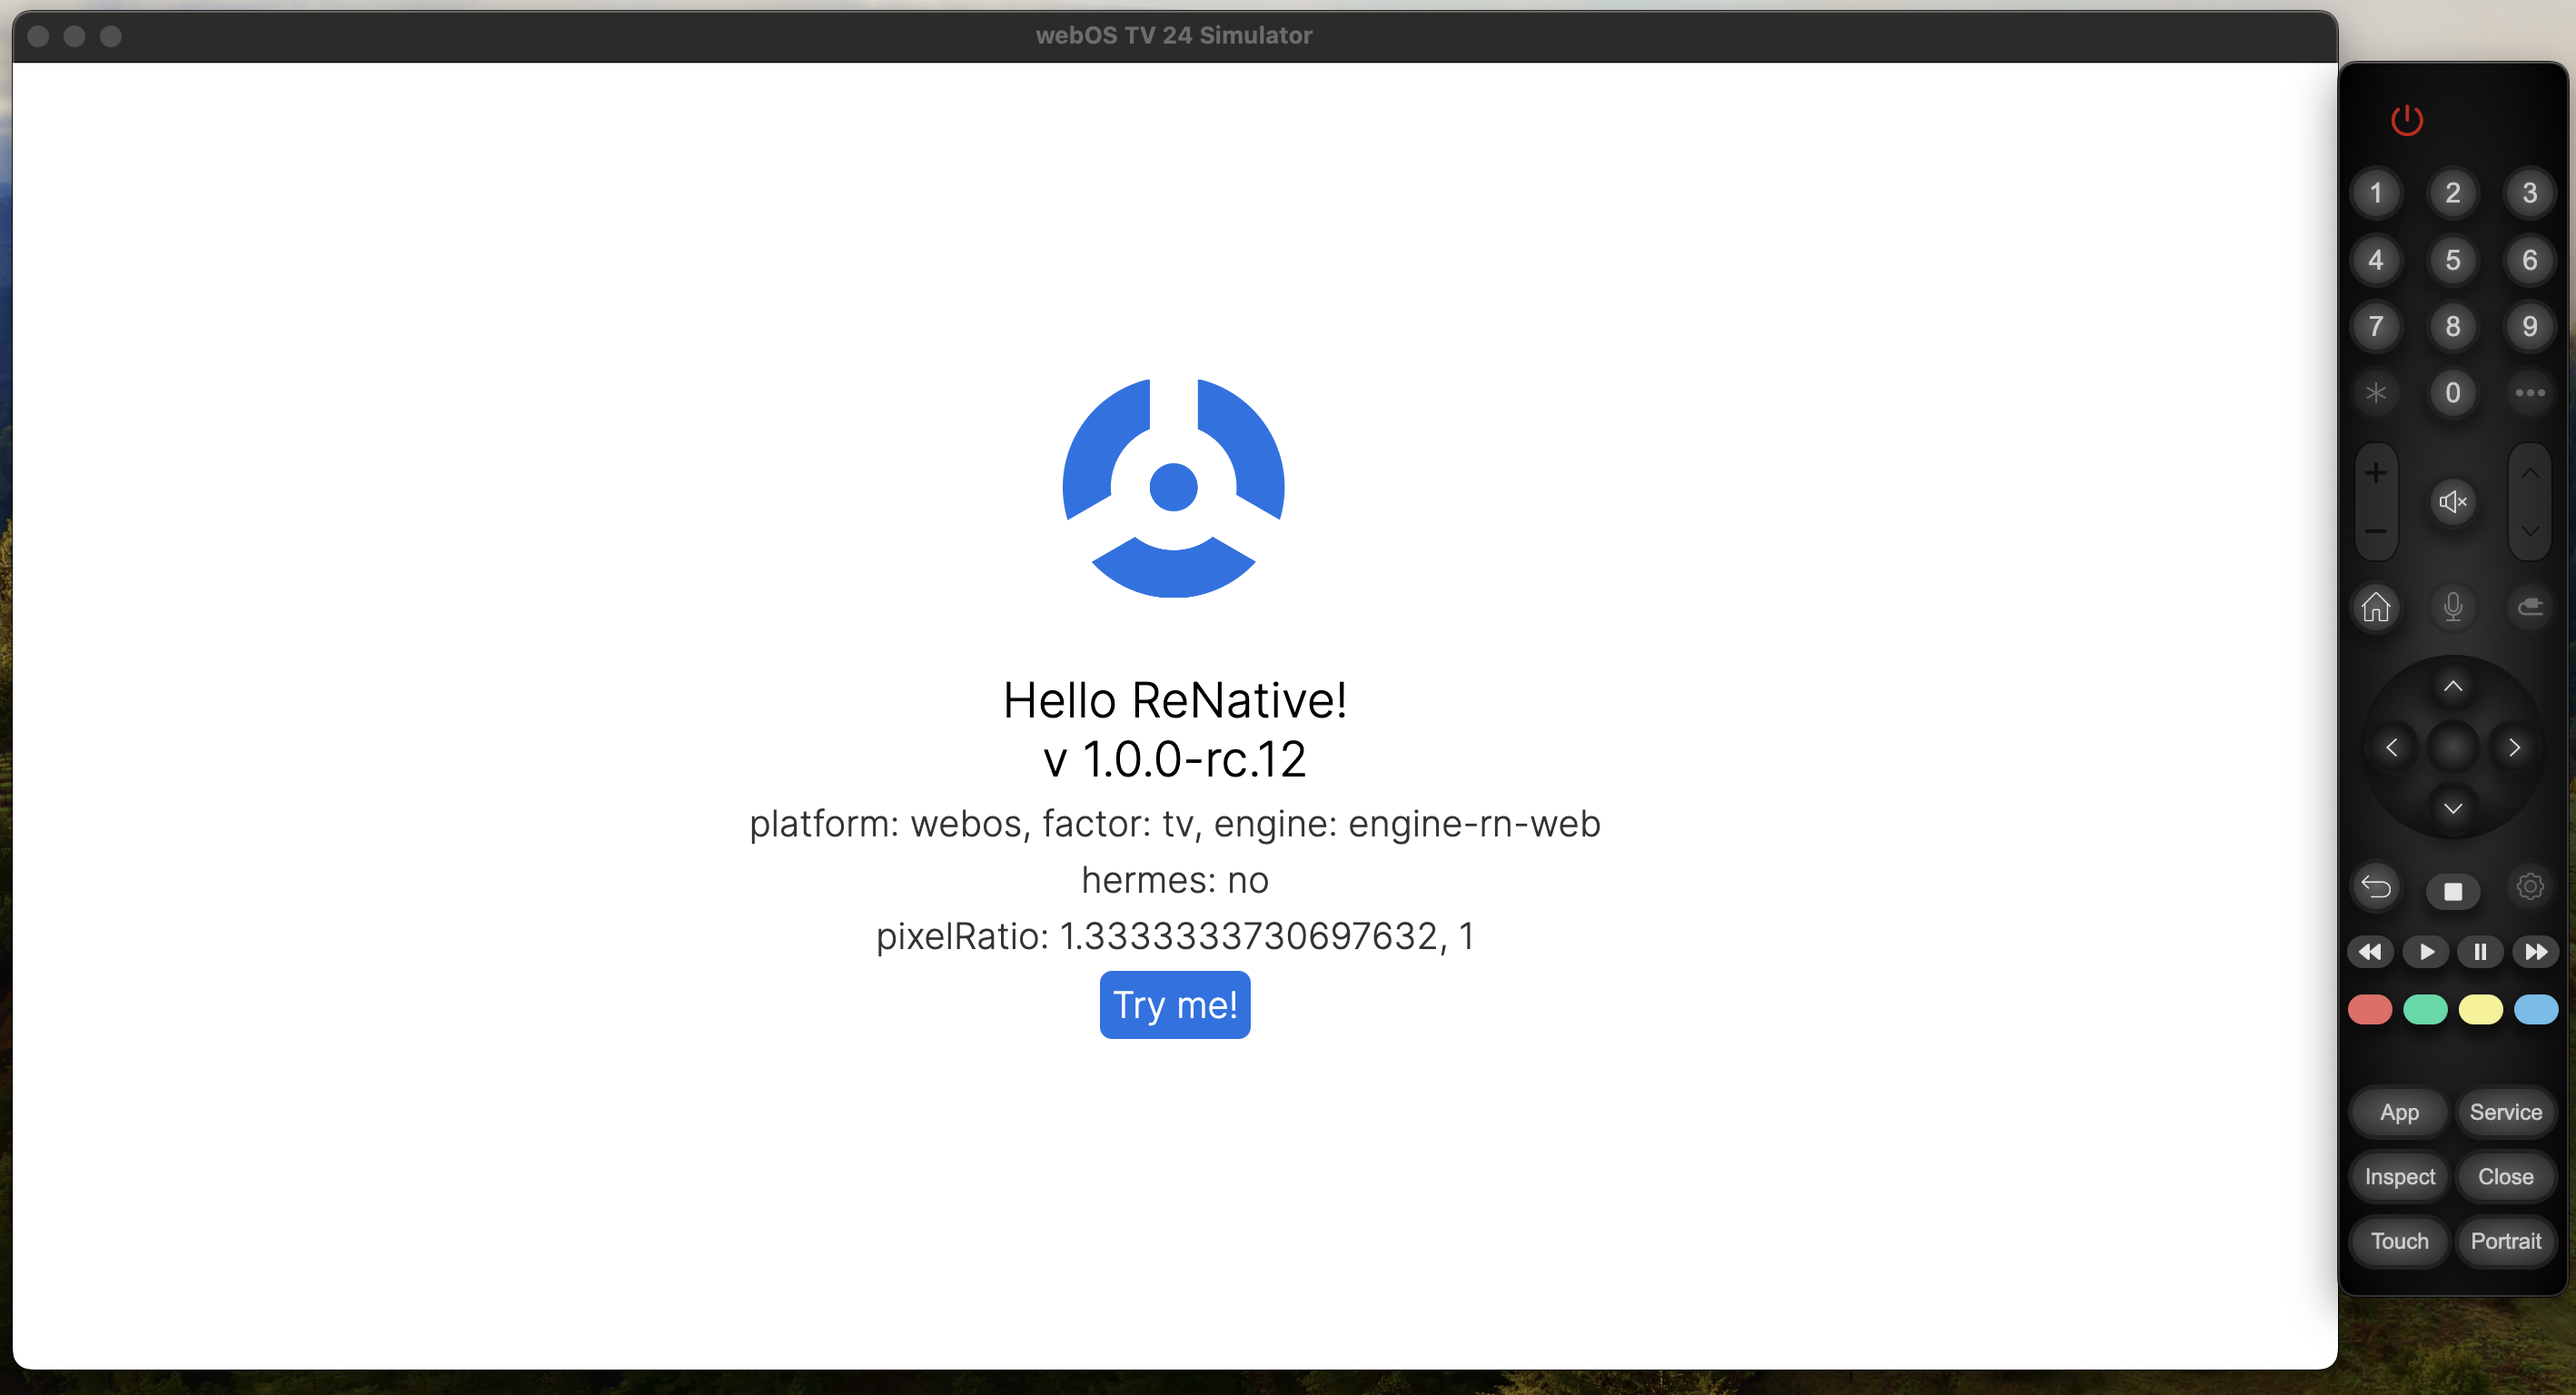 webOS TV 24 Simulator
Hello ReNative!
v 1.0.0-rc.12
platform: webos, factor: tv, engine: engine-rn-web
hermes: no
pixelRatio: 1.3333333730697632, 1
Try me!
1 2 3
4 5 6
7 8 9
0
App Service
Inspect Close
Touch Portrait